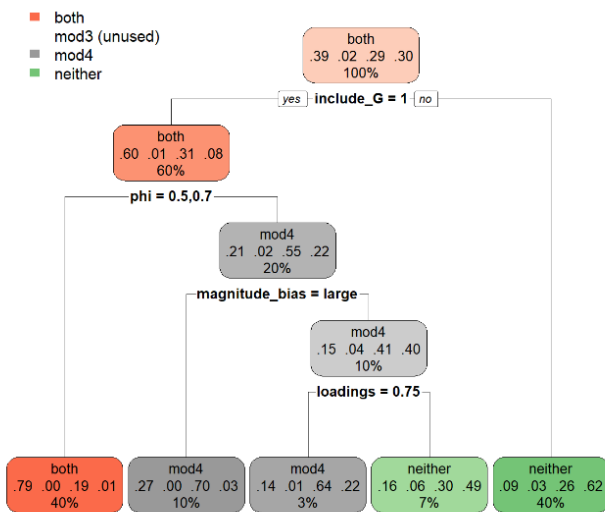 both
mod3 (unused)
mod4
neither
both
.39 .02 .29 .30
100%
yes include_G = 1 no
both
.60 .01 .31 .08
60%
phi = 0.5,0.7
mod4
.21 .02 .55 .22
20%
magnitude_bias = large
mod4
.15 .04 .41 .40
10%
loadings = 0.75
both mod4 mod4 neither neither
.79 .00 .19 .01 .27 .00 .70 .03 .14 .01 .64 .22 .16 .06 .30 .49 .09 .03 .26 .62
40% 10% 3% 7% 40%